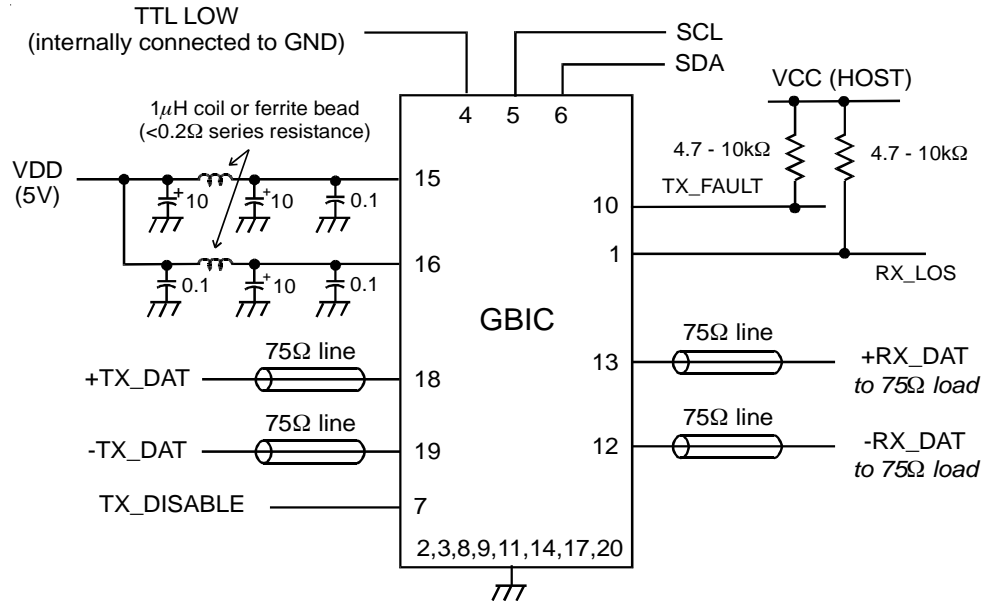 TTL LOW
(internally connected to GND)
SCL
SDA
VCC (HOST)
1μH coil or ferrite bead
(<0.2Ω series resistance)
4 5 6
4.7 - 10kΩ
4.7 - 10kΩ
VDD
(5V)
+
10
+
10
0.1
15
10
TX_FAULT
0.1
+
10
0.1
16
1
RX_LOS
GBIC
75Ω line
+TX_DAT
18
13
75Ω line
+RX_DAT
to 75Ω load
75Ω line
-TX_DAT
19
12
75Ω line
-RX_DAT
to 75Ω load
TX_DISABLE
7
2,3,8,9,11,14,17,20